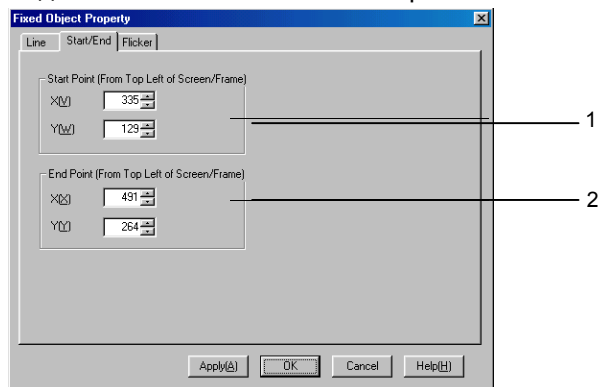 Fixed Object Property
Line Start/End Flicker
Start Point (From Top Left of Screen/Frame)
X(V) 335
1
Y(W) 129
End Point (From Top Left of Screen/Frame)
X(X) 491
2
Y(Y) 264
Apply(A) OK Cancel Help(H)